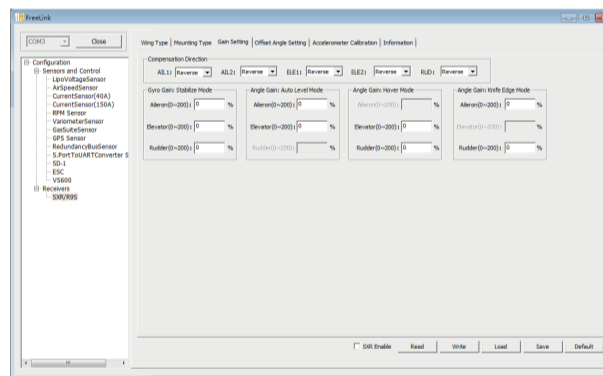 FreeLink
COM3 Close
Configuration
Sensors and Control
LipoVoltageSensor
AirSpeedSensor
CurrentSensor(40A)
CurrentSensor(150A)
RPM Sensor
VariometerSensor
GasSuiteSensor
GPS Sensor
RedundancyBusSensor
S.PortToUARTConverter S
SD-1
ESC
VS600
Receivers
SXR/R9S
Wing Type Mounting Type Gain Setting Offset Angle Setting Accelerometer Calibration Information
Compensation Direction
AIL1: Reverse AIL2: Reverse ELE1: Reverse ELE2: Reverse RUD: Reverse
Gyro Gain: Stabilize Mode Angle Gain: Auto Level Mode Angle Gain: Hover Mode Angle Gain: Knife Edge Mode
Aileron(0~200): 0 % Aileron(0~200): 0 % Aileron(0~200): % Aileron(0~200): 0 %
Elevator(0~200): 0 % Elevator(0~200): 0 % Elevator(0~200): 0 % Elevator(0~200): %
Rudder(0~200): 0 % Rudder(0~200): % Rudder(0~200): 0 % Rudder(0~200): 0 %
SXR Enable Read Write Load Save Default